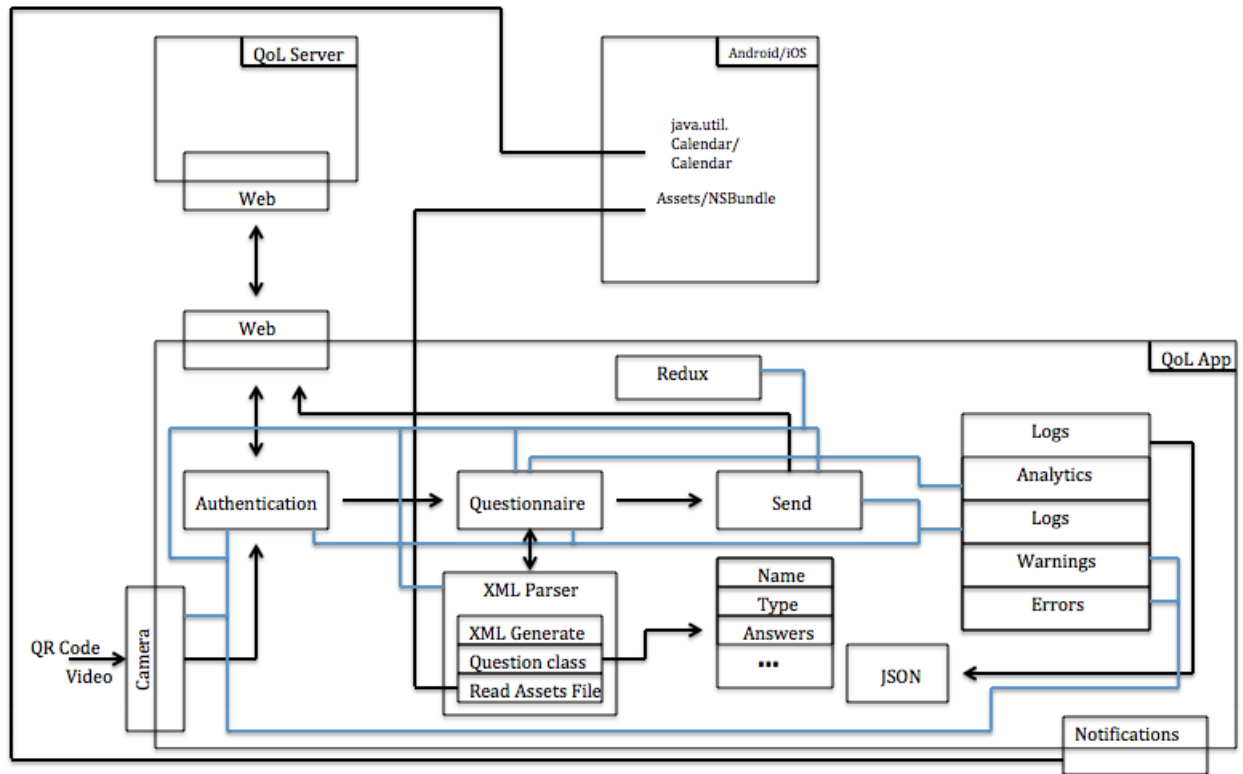 QoL Server
Android/iOS
java.util.
Calendar/
Calendar
Assets/NSBundle
Web
Web
QoL App
Redux
Logs
Analytics
Logs
Warnings
Errors
Authentication
Questionnaire
Send
XML Parser
XML Generate
Question class
Read Assets File
Name
Type
Answers
...
JSON
QR Code
Video
Camera
Notifications